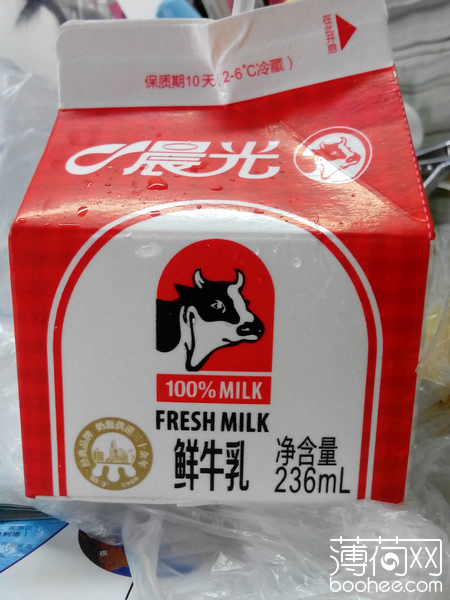 保质期10天(2-6℃冷藏)
晨光
100% MILK
FRESH MILK
鲜牛乳
净含量
236mL
薄荷网
boohee.com